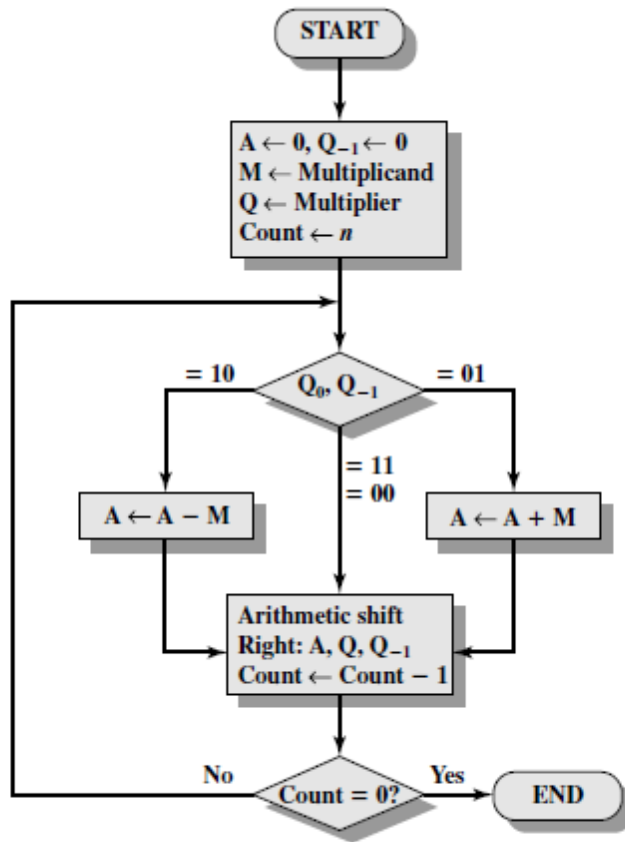 START
A ← 0, Q₋₁ ← 0
M ← Multiplicand
Q ← Multiplier
Count ← n
= 10
Q₀, Q₋₁
= 01
= 11
= 00
A ← A − M
A ← A + M
Arithmetic shift
Right: A, Q, Q₋₁
Count ← Count − 1
No
Count = 0?
Yes
END